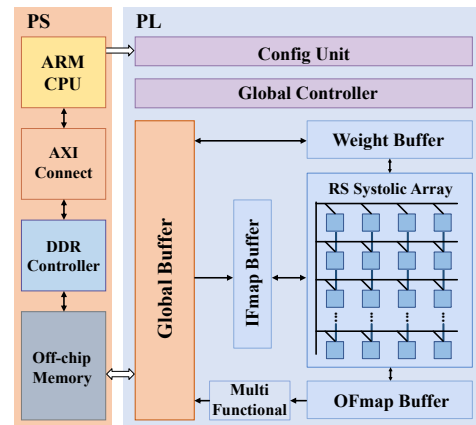 PS
PL
ARM
CPU
Config Unit
Global Controller
AXI
Connect
Weight Buffer
RS Systolic Array
DDR
Controller
Global Buffer
IFmap Buffer
Off-chip
Memory
Multi
Functional
OFmap Buffer